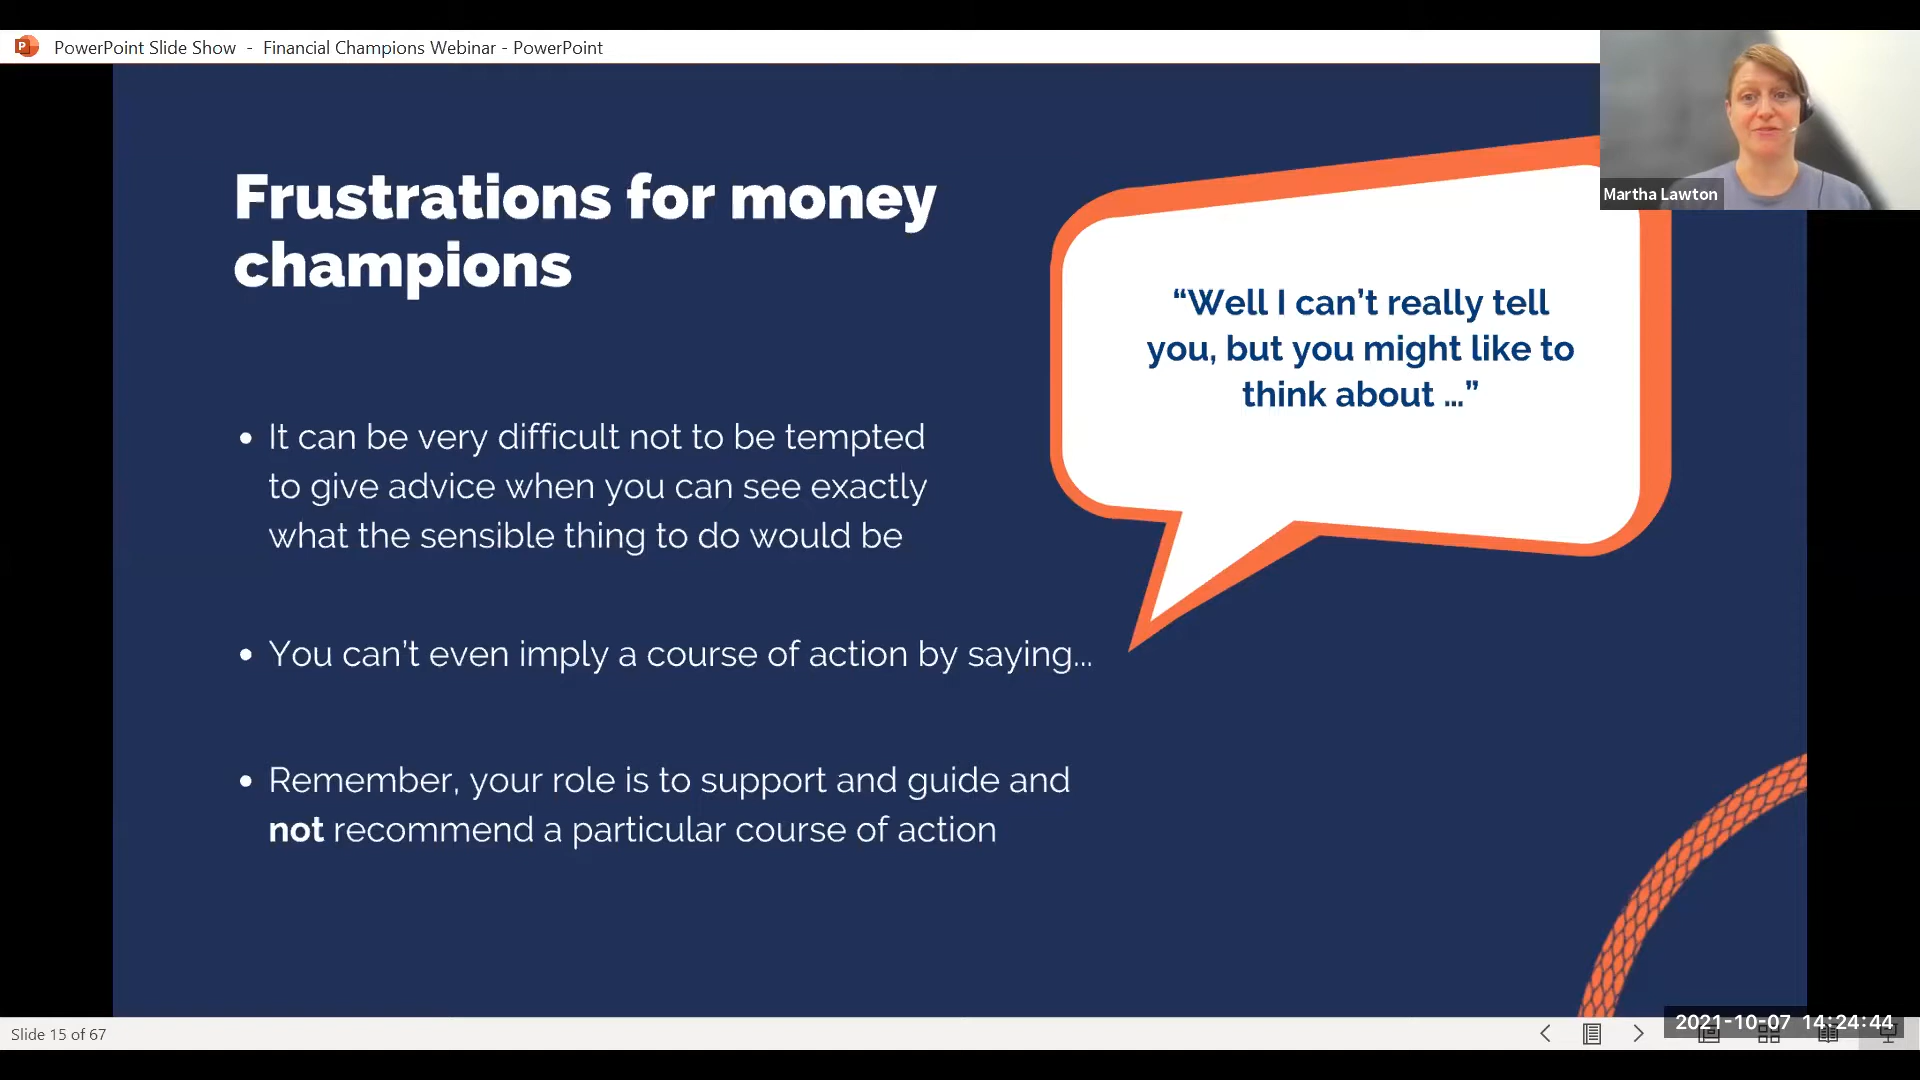 PowerPoint Slide Show - Financial Champions Webinar - PowerPoint
Martha Lawton
Frustrations for money
champions
“Well I can’t really tell
you, but you might like to
think about ...”
• It can be very difficult not to be tempted
to give advice when you can see exactly
what the sensible thing to do would be
• You can’t even imply a course of action by saying...
• Remember, your role is to support and guide and
not recommend a particular course of action
Slide 15 of 67
2021-10-07 14:24:44